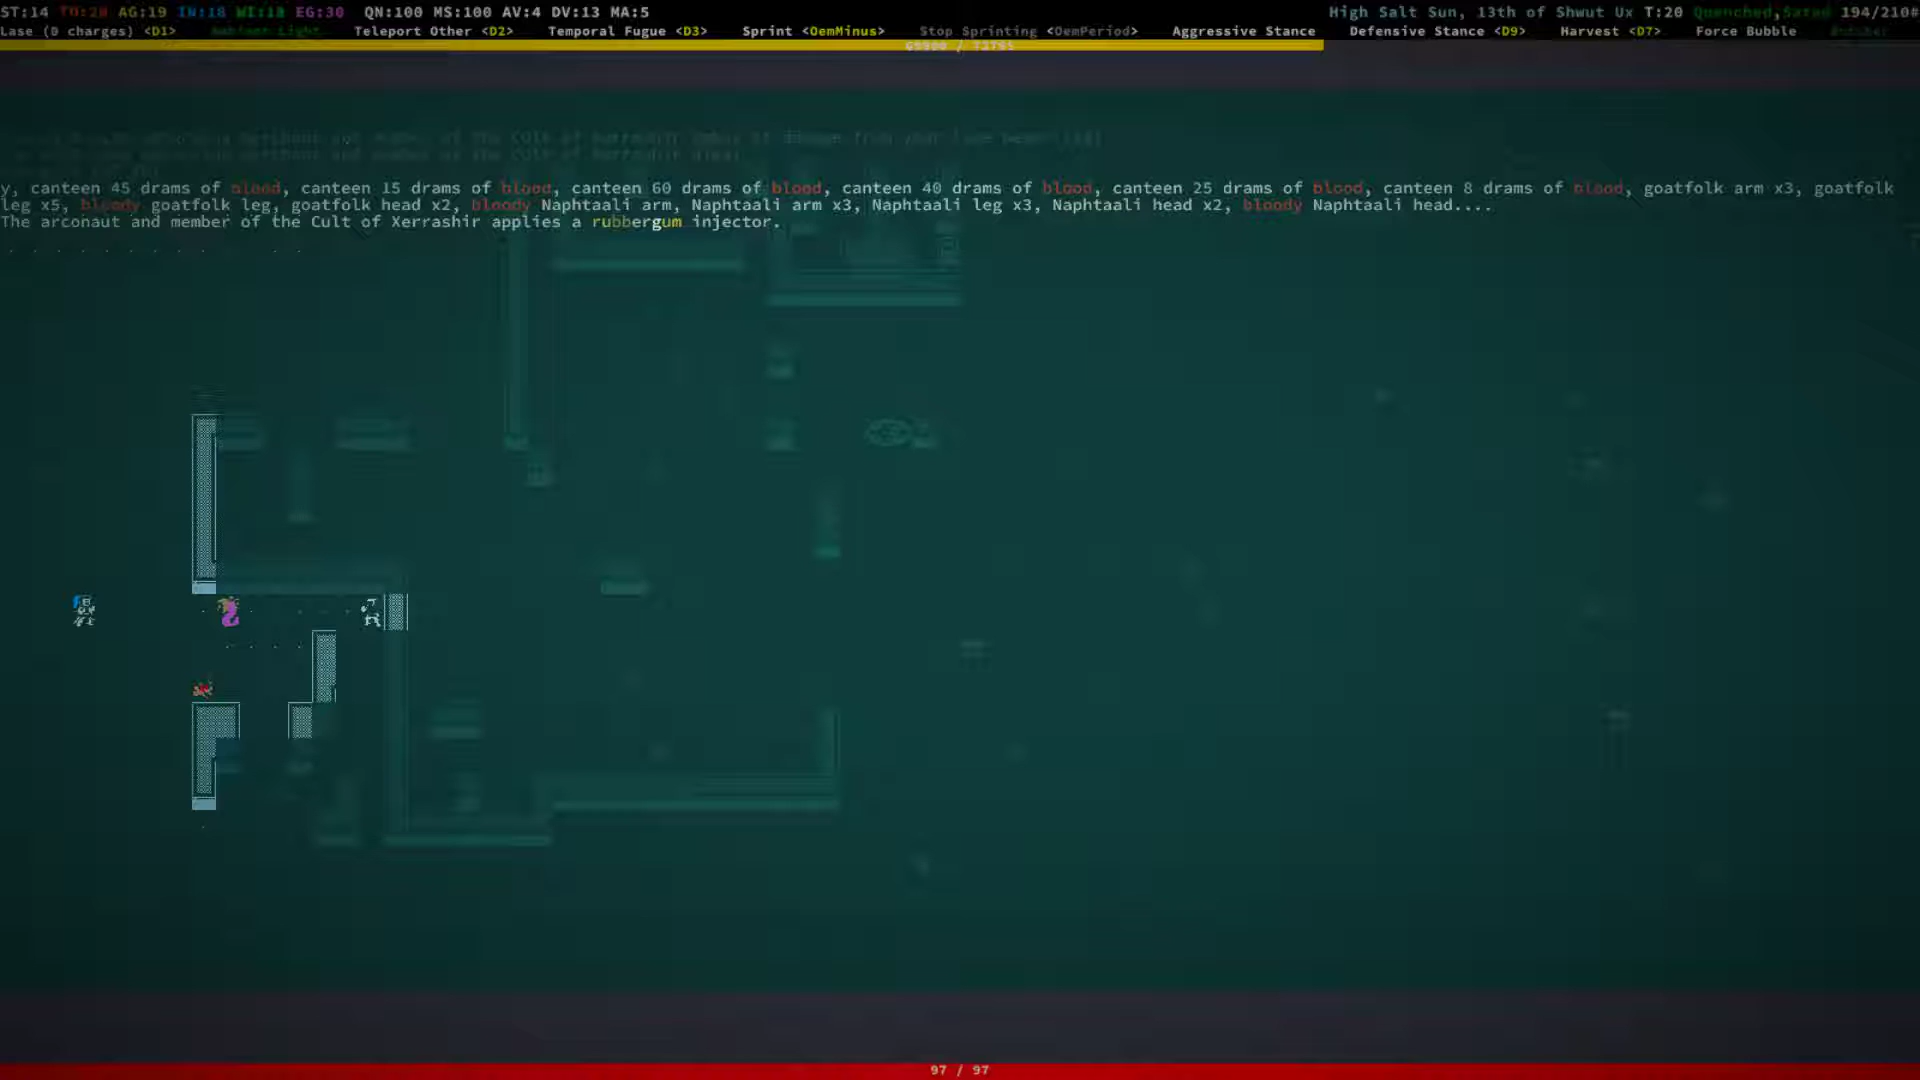 ST:14 TO:20 AG:19 IN:18 WI:18 EG:30 QN:100 MS:100 AV:4 DV:13 MA:5 High Salt Sun, 13th of Shwut Ux T:20 Quenched,Sated 194/210#
Lase (0 charges) <D1> Ambient Light Teleport Other <D2> Temporal Fugue <D3> Sprint <OemMinus> Stop Sprinting <OemPeriod> Aggressive Stance Defensive Stance <D9> Harvest <D7> Force Bubble
y, canteen 45 drams of blood, canteen 15 drams of blood, canteen 60 drams of blood, canteen 40 drams of blood, canteen 25 drams of blood, canteen 8 drams of blood, goatfolk arm x3, goatfolk
leg x5, bloody goatfolk leg, goatfolk head x2, bloody Naphtaali arm, Naphtaali arm x3, Naphtaali leg x3, Naphtaali head x2, bloody Naphtaali head....
The arconaut and member of the Cult of Xerrashir applies a rubbergum injector.
97 / 97